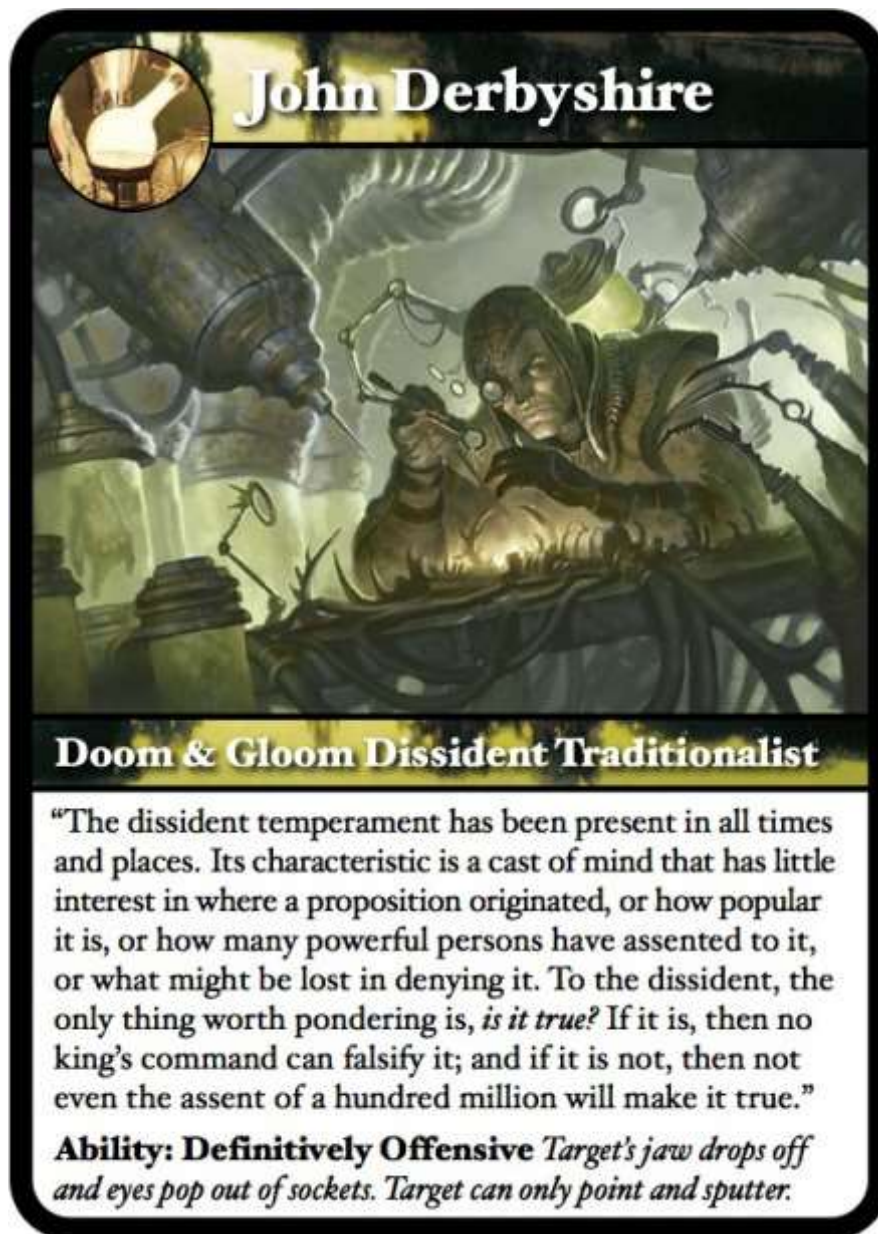 John Derbyshire
Doom & Gloom Dissident Traditionalist
“The dissident temperament has been present in all times
and places. Its characteristic is a cast of mind that has little
interest in where a proposition originated, or how popular
it is, or how many powerful persons have assented to it,
or what might be lost in denying it. To the dissident, the
only thing worth pondering is, is it true? If it is, then no
king’s command can falsify it; and if it is not, then not
even the assent of a hundred million will make it true.”
Ability: Definitively Offensive Target’s jaw drops off
and eyes pop out of sockets. Target can only point and sputter.